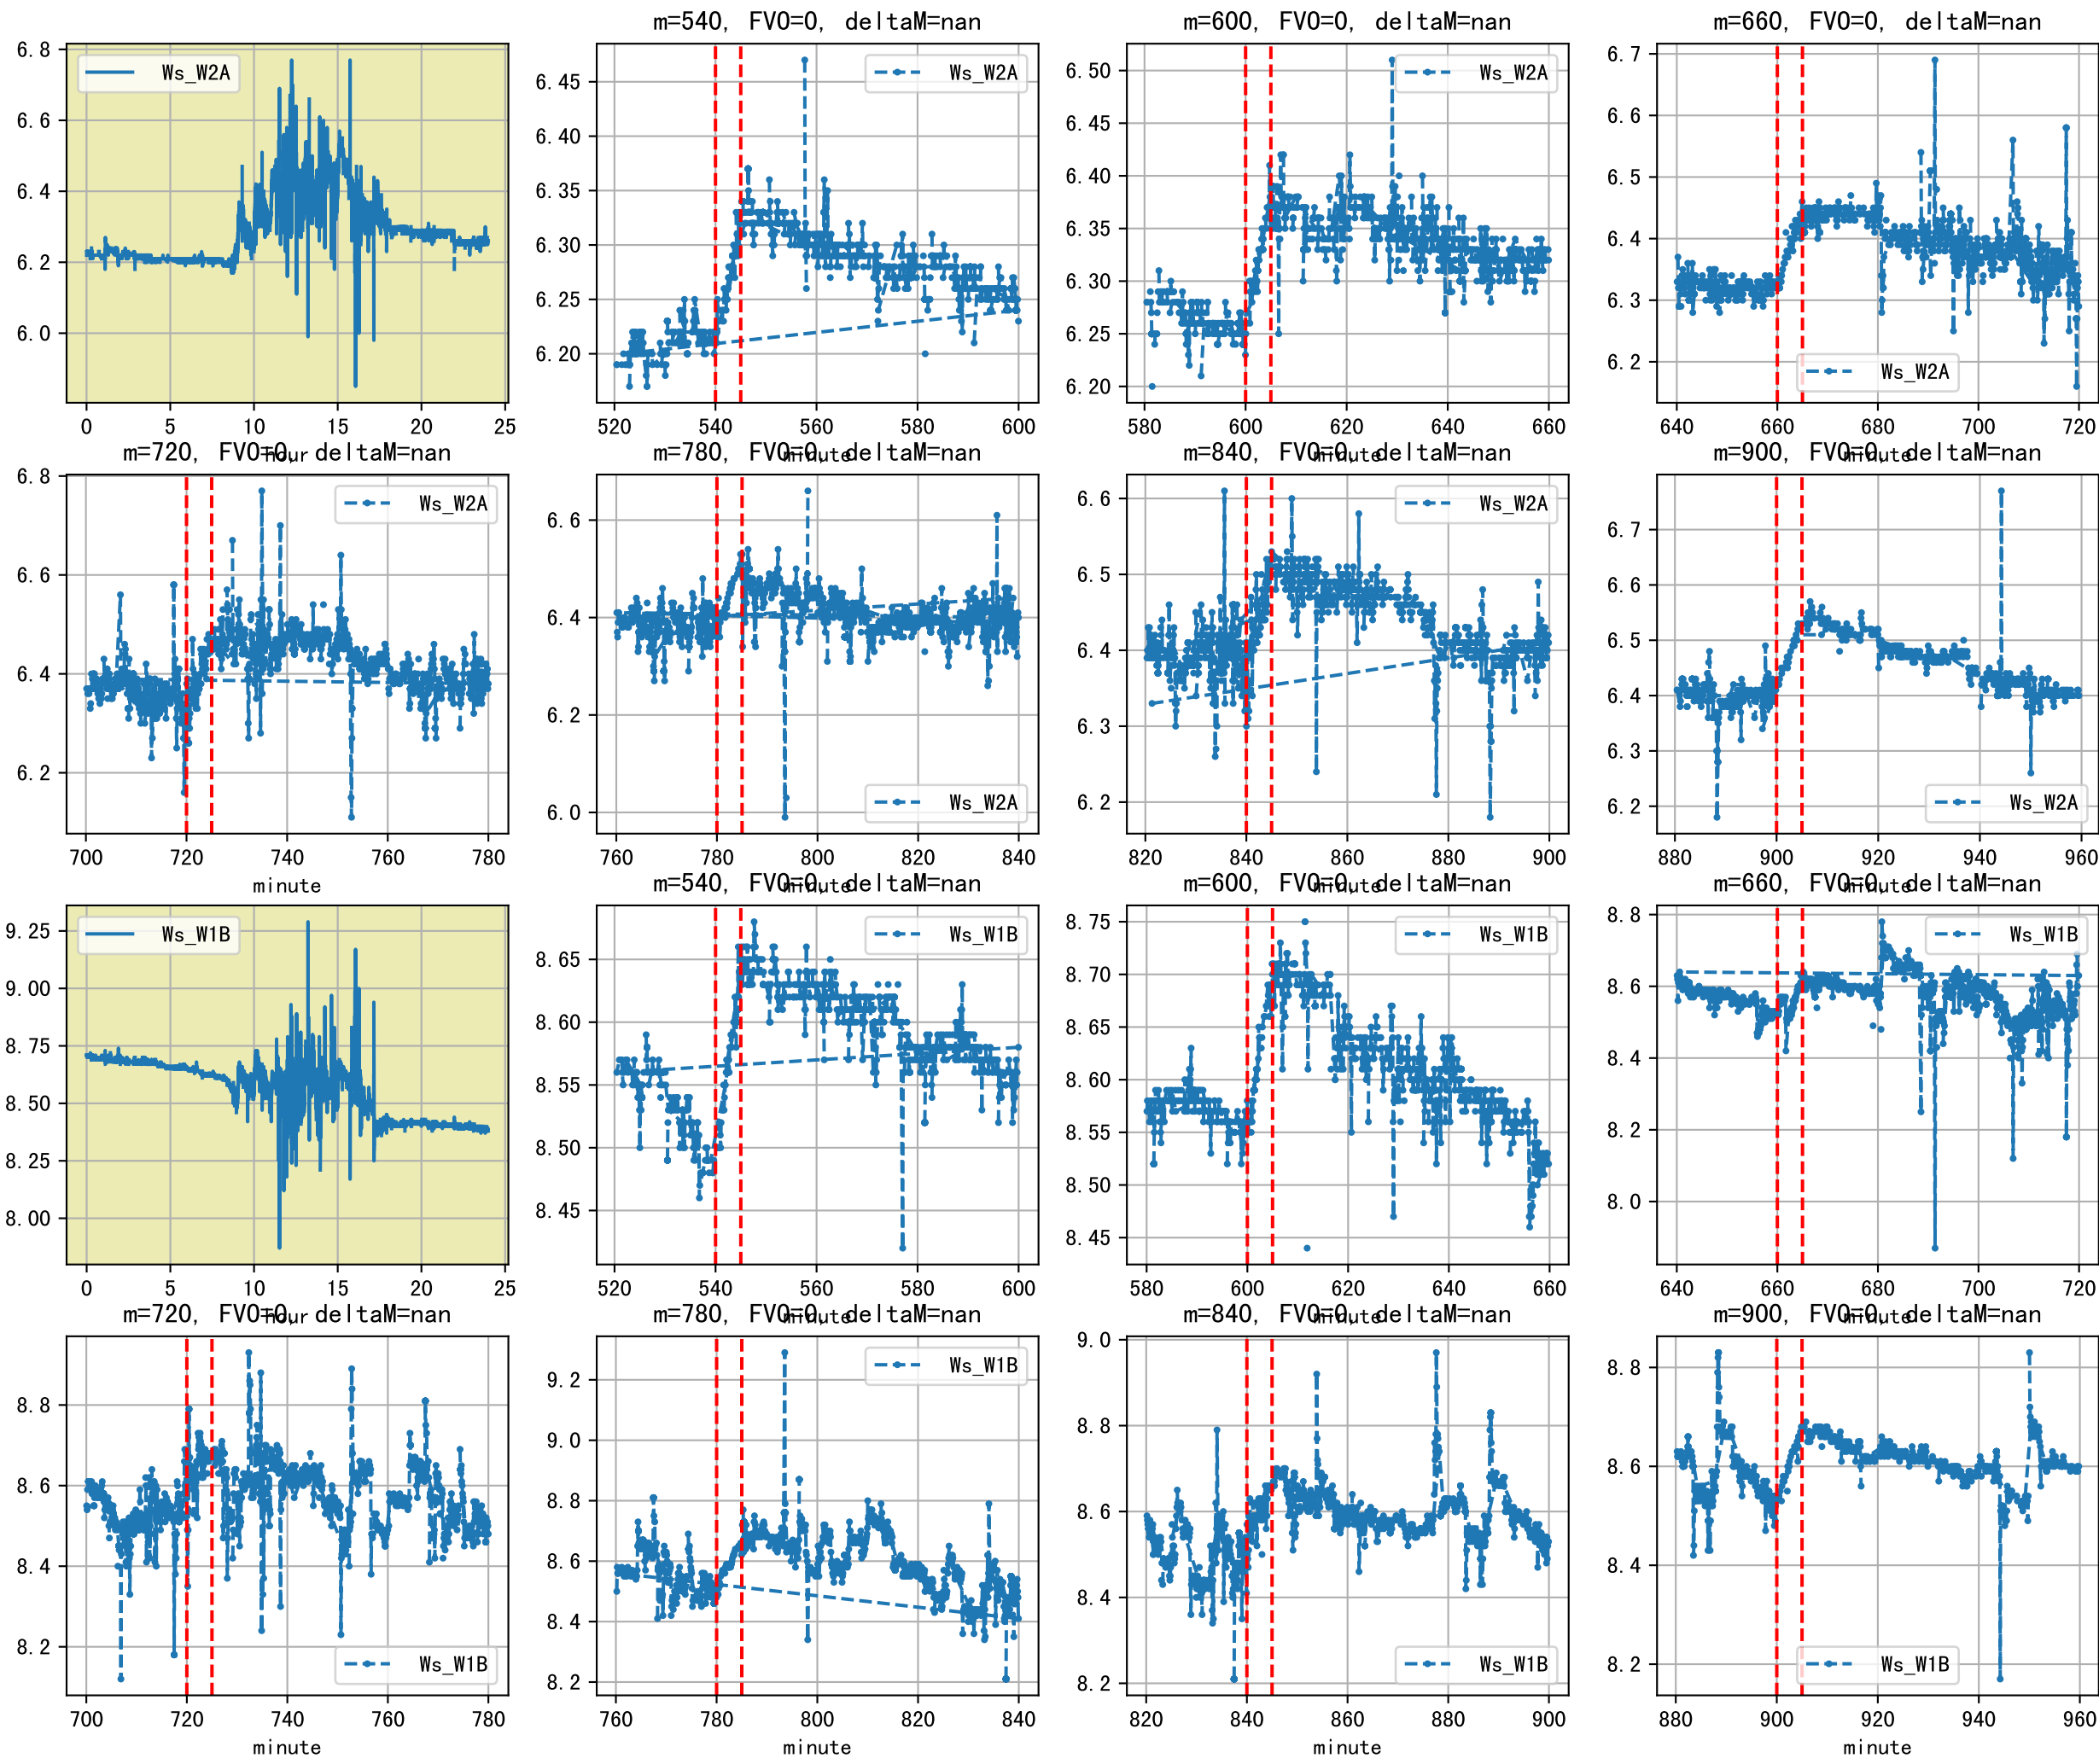 m=540, FVO=0, deltaM=nan
m=600, FVO=0, deltaM=nan
m=660, FVO=0, deltaM=nan
6.8
6.6
6.4
6.2
6.0
Ws_W2A
0 5 10 15 20 25
hour
6.45
6.40
6.35
6.30
6.25
6.20
Ws_W2A
520 540 560 580 600
minute
6.50
6.45
6.40
6.35
6.30
6.25
6.20
Ws_W2A
580 600 620 640 660
minute
6.7
6.6
6.5
6.4
6.3
6.2
Ws_W2A
640 660 680 700 720
minute
m=720, FVO=0, deltaM=nan
m=780, FVO=0, deltaM=nan
m=840, FVO=0, deltaM=nan
m=900, FVO=0, deltaM=nan
6.8
6.6
6.4
6.2
Ws_W2A
700 720 740 760 780
minute
6.6
6.4
6.2
6.0
Ws_W2A
760 780 800 820 840
minute
6.6
6.5
6.4
6.3
6.2
Ws_W2A
820 840 860 880 900
minute
6.7
6.6
6.5
6.4
6.3
6.2
Ws_W2A
880 900 920 940 960
m=540, FVO=0, deltaM=nan
m=600, FVO=0, deltaM=nan
m=660, FVO=0, deltaM=nan
9.25
9.00
8.75
8.50
8.25
8.00
Ws_W1B
0 5 10 15 20 25
hour
8.65
8.60
8.55
8.50
8.45
Ws_W1B
520 540 560 580 600
minute
8.75
8.70
8.65
8.60
8.55
8.50
8.45
Ws_W1B
580 600 620 640 660
minute
8.8
8.6
8.4
8.2
8.0
Ws_W1B
640 660 680 700 720
minute
m=720, FVO=0, deltaM=nan
m=780, FVO=0, deltaM=nan
m=840, FVO=0, deltaM=nan
m=900, FVO=0, deltaM=nan
8.8
8.6
8.4
8.2
Ws_W1B
700 720 740 760 780
minute
9.2
9.0
8.8
8.6
8.4
8.2
Ws_W1B
760 780 800 820 840
minute
9.0
8.8
8.6
8.4
8.2
Ws_W1B
820 840 860 880 900
minute
8.8
8.6
8.4
8.2
Ws_W1B
880 900 920 940 960
minute